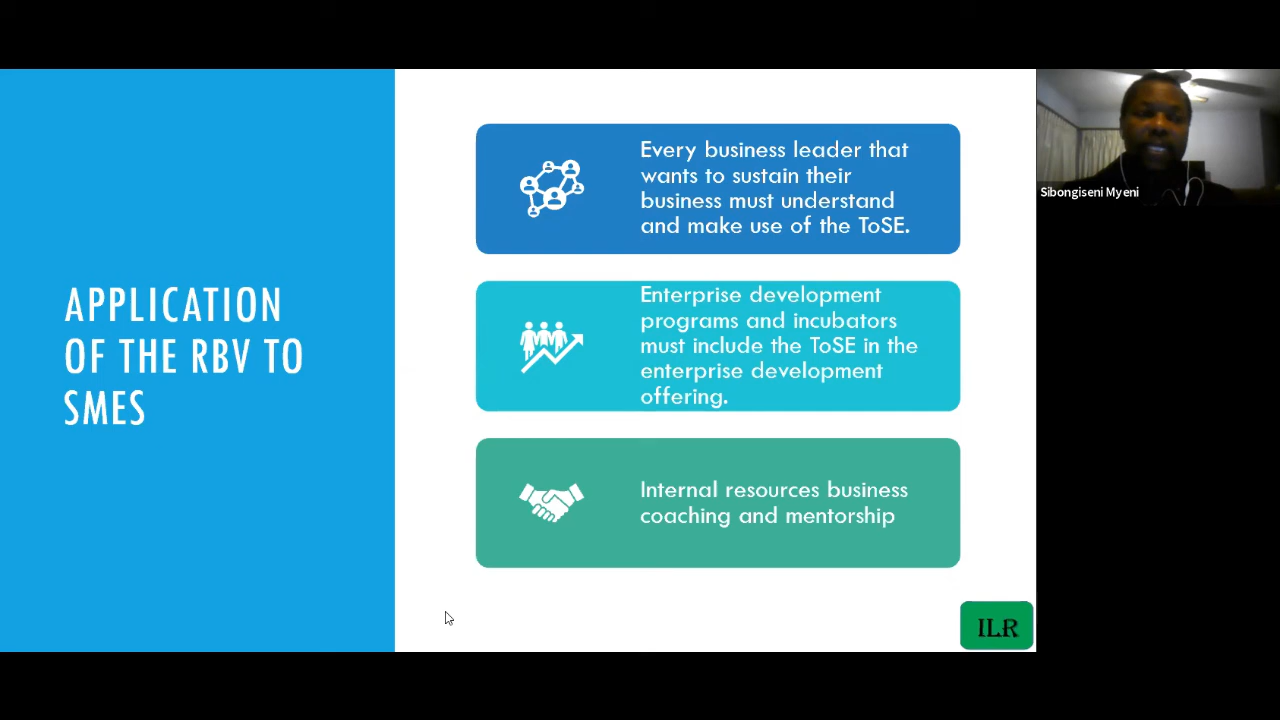 APPLICATION
OF THE RBV TO
SMES
Every business leader that
wants to sustain their
business must understand
and make use of the ToSE.
Enterprise development
programs and incubators
must include the ToSE in the
enterprise development
offering.
Internal resources business
coaching and mentorship
ILR
Sibongiseni Myeni